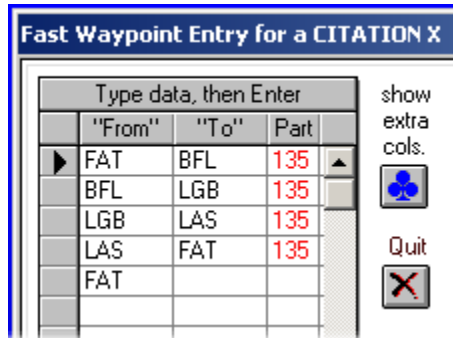 Fast Waypoint Entry for a CITATION X
Type data, then Enter
"From" "To" Part
FAT BFL 135
BFL LGB 135
LGB LAS 135
LAS FAT 135
FAT
show
extra
cols.
Quit